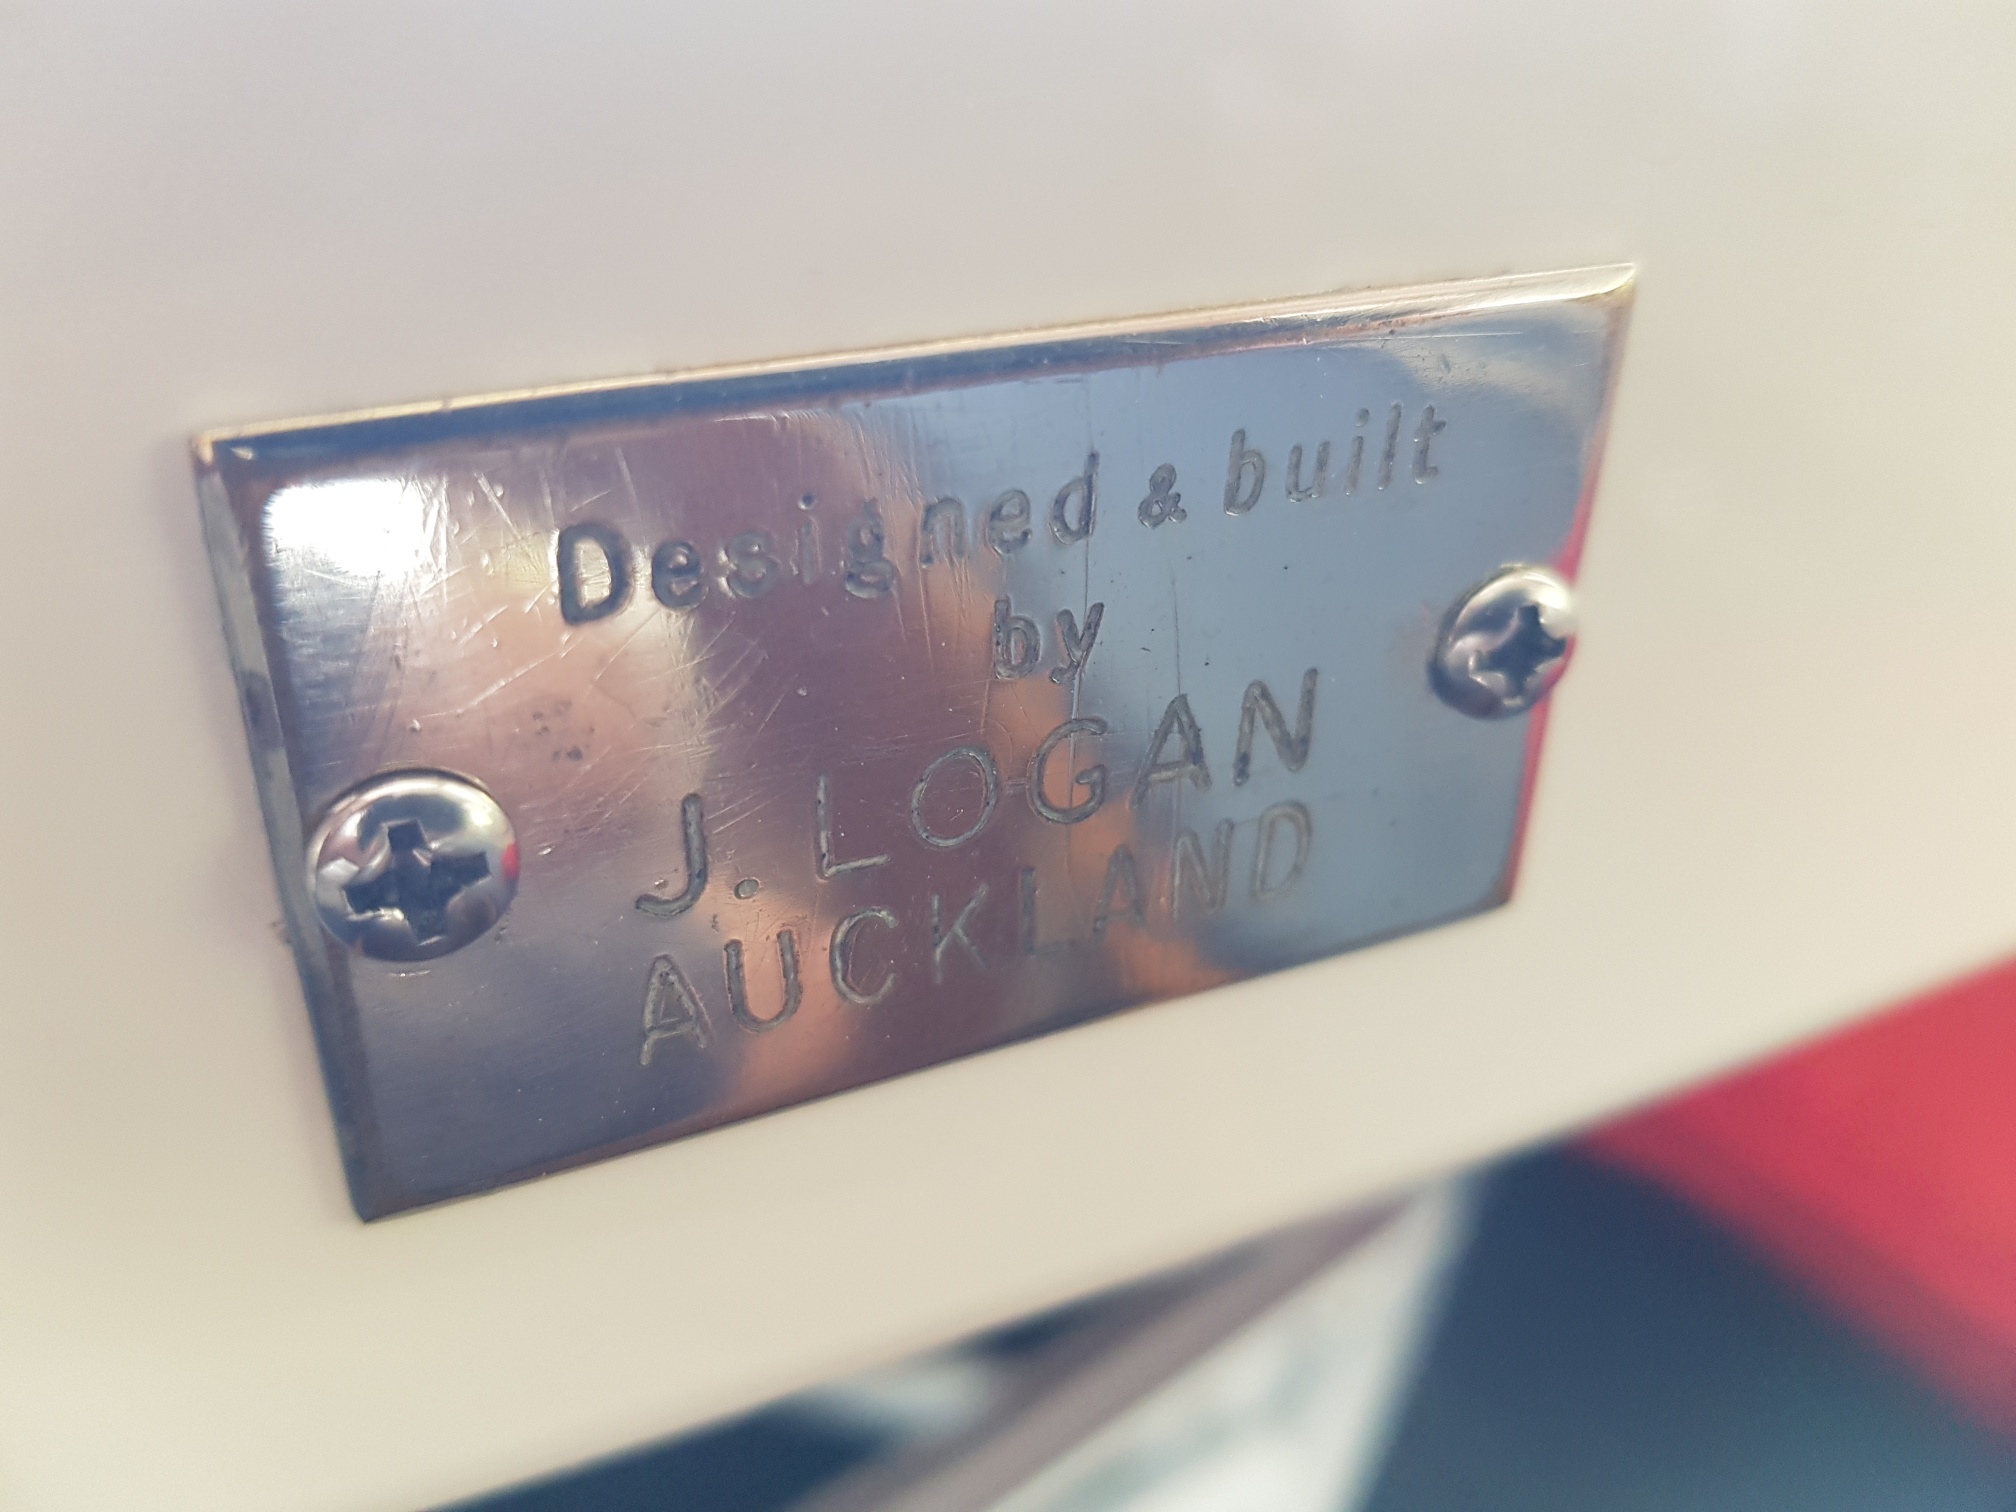 Designed & built
by
J. LOGAN
AUCKLAND